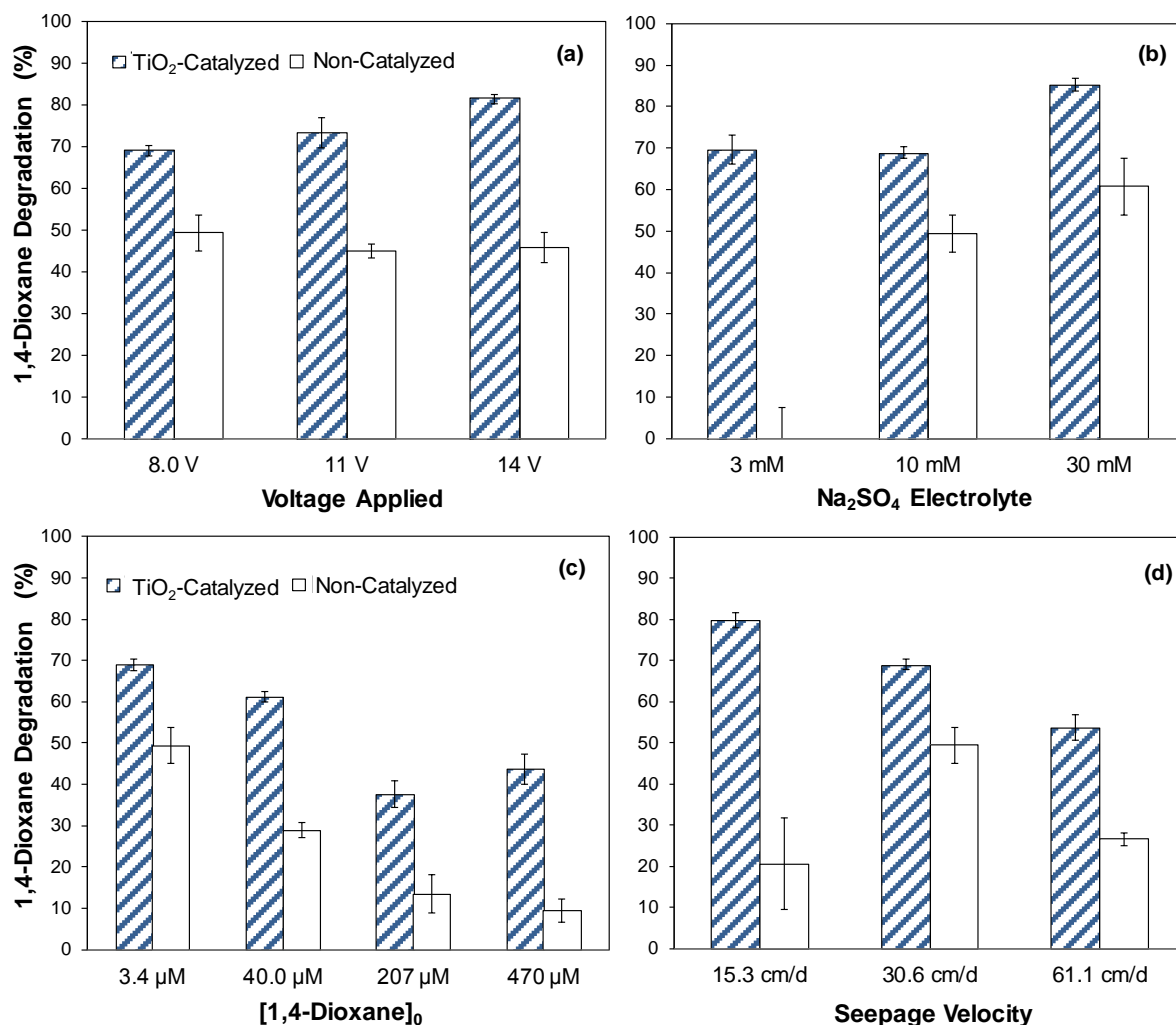 (a)
TiO₂-Catalyzed Non-Catalyzed
1,4-Dioxane Degradation (%)
100
90
80
70
60
50
40
30
20
10
0
8.0 V 11 V 14 V
Voltage Applied
(b)
100
90
80
70
60
50
40
30
20
10
0
3 mM 10 mM 30 mM
Na₂SO₄ Electrolyte
(c)
TiO₂-Catalyzed Non-Catalyzed
1,4-Dioxane Degradation (%)
100
90
80
70
60
50
40
30
20
10
0
3.4 µM 40.0 µM 207 µM 470 µM
[1,4-Dioxane]₀
(d)
100
90
80
70
60
50
40
30
20
10
0
15.3 cm/d 30.6 cm/d 61.1 cm/d
Seepage Velocity